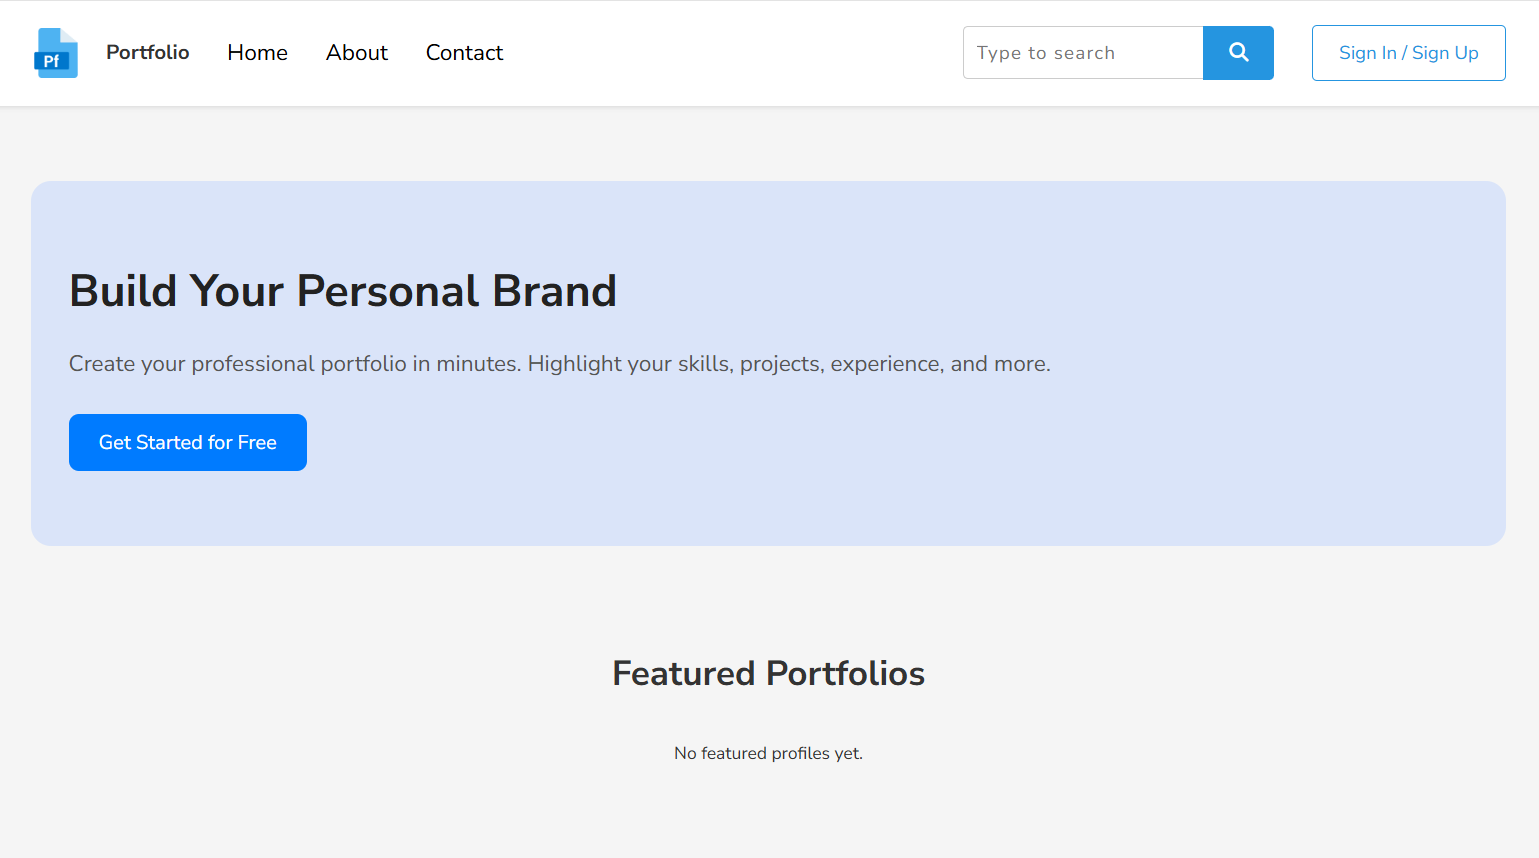 Pf
Portfolio
Home
About
Contact
Type to search
Sign In / Sign Up
Build Your Personal Brand
Create your professional portfolio in minutes. Highlight your skills, projects, experience, and more.
Get Started for Free
Featured Portfolios
No featured profiles yet.